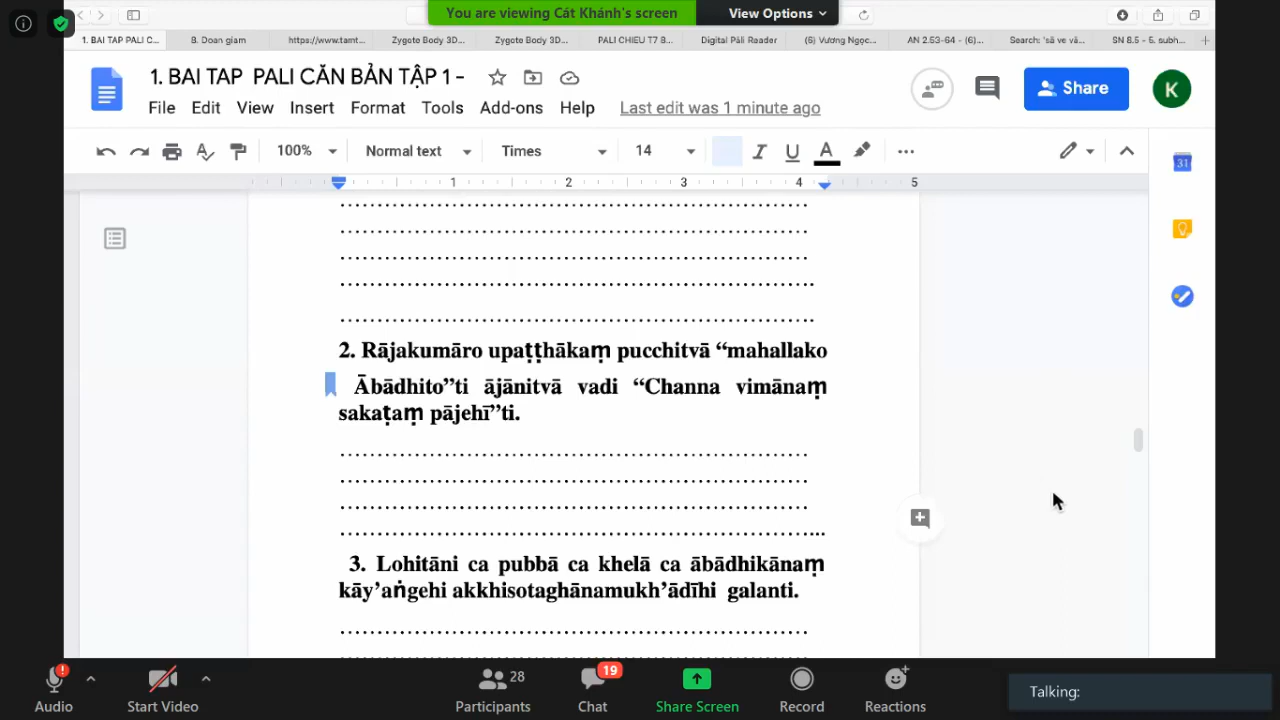 You are viewing Cát Khánh's screen View Options
1. BAI TAP PALI C... 8. Doan giam https://www.tamt... Zygote Body 3D... Zygote Body 3D... PALI CHIEU T7 B... Digital Pāli Reader (6) Vương Ngọc... AN 2.53-64 - (6)... Search: 'sā ve vā... SN 8.5 - 5. subh...
1. BAI TAP PALI CĂN BẢN TẬP 1 -
File Edit View Insert Format Tools Add-ons Help Last edit was 1 minute ago
Share K
100% Normal text Times 14
1 2 3 4 5
31
2. Rājakumāro upaṭṭhākaṃ pucchitvā “mahallako
Ābādhito”ti ājānitvā vadi “Channa vimānaṃ
sakaṭaṃ pājehī”ti.
3. Lohitāni ca pubbā ca khelā ca ābādhikānaṃ
kāy’aṅgehi akkhisotaghānamukh’ādīhi galanti.
28 19
Audio Start Video Participants Chat Share Screen Record Reactions
Talking: